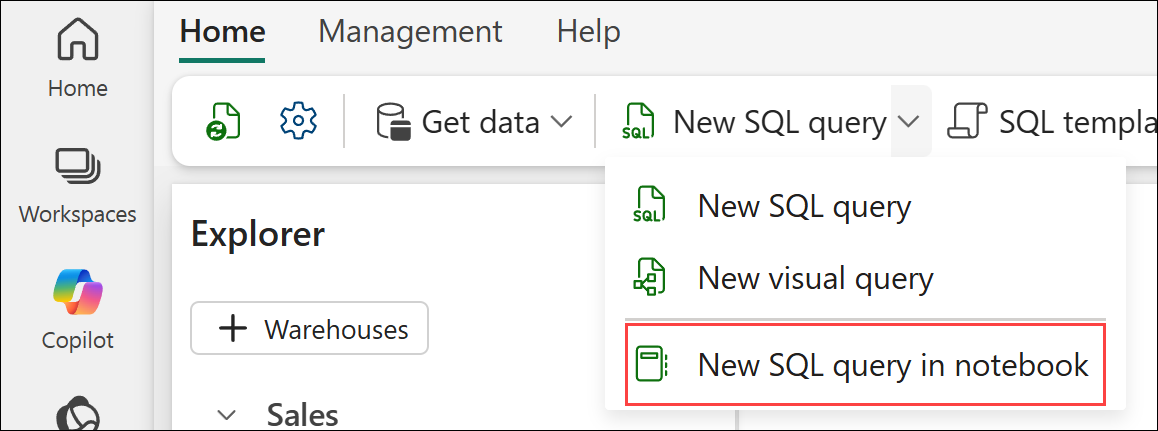 Home Management Help
Home
Get data New SQL query SQL templa
SQL
Workspaces
New SQL query
SQL
Explorer
New visual query
Copilot
Warehouses
New SQL query in notebook
Sales